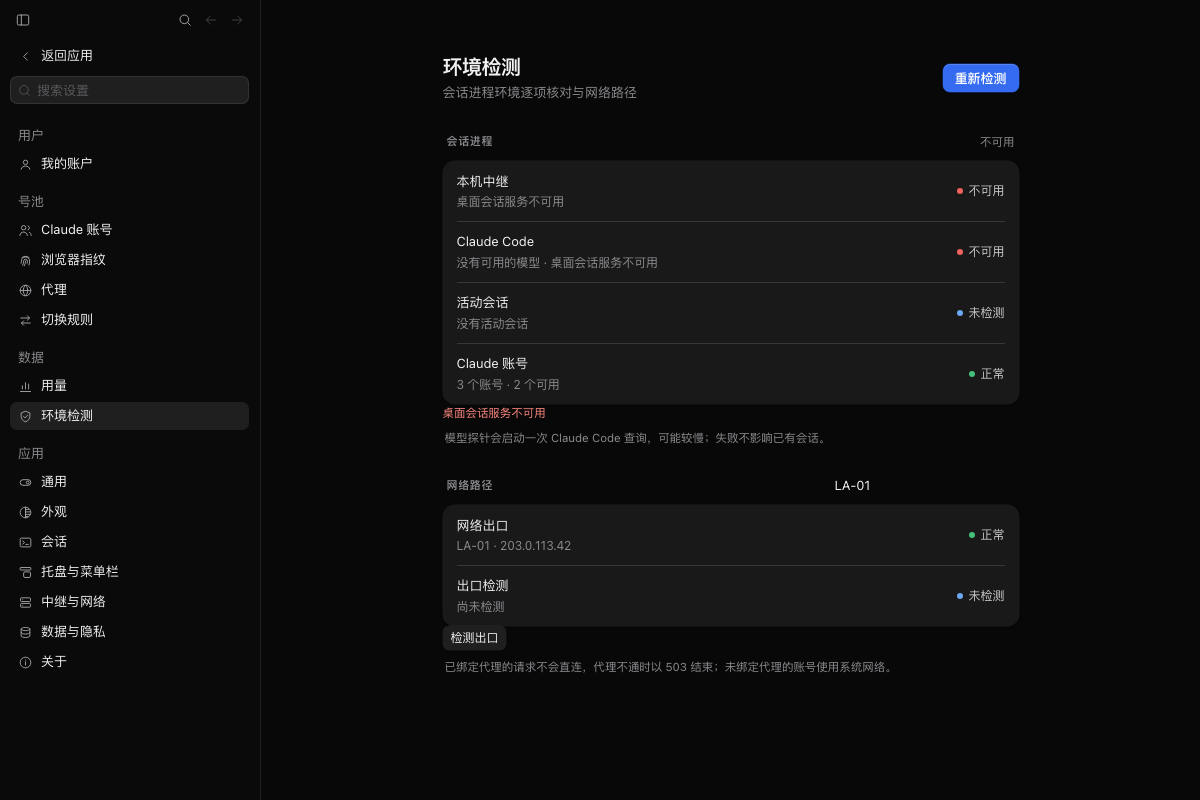 返回应用
搜索设置
用户
我的账户
号池
Claude 账号
浏览器指纹
代理
切换规则
数据
用量
环境检测
应用
通用
外观
会话
托盘与菜单栏
中继与网络
数据与隐私
关于
环境检测
会话进程环境逐项核对与网络路径
重新检测
会话进程
不可用
本机中继
桌面会话服务不可用
不可用
Claude Code
没有可用的模型 · 桌面会话服务不可用
不可用
活动会话
没有活动会话
未检测
Claude 账号
3 个账号 · 2 个可用
正常
桌面会话服务不可用
模型探针会启动一次 Claude Code 查询，可能较慢；失败不影响已有会话。
网络路径
LA-01
网络出口
LA-01 · 203.0.113.42
正常
出口检测
尚未检测
未检测
检测出口
已绑定代理的请求不会直连，代理不通时以 503 结束；未绑定代理的账号使用系统网络。